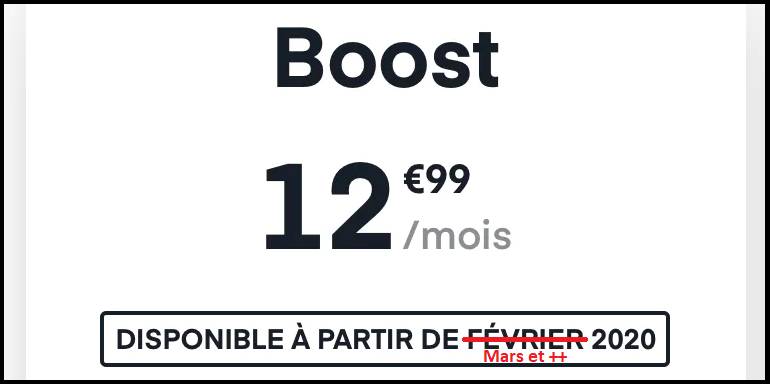 Boost
12€99
/mois
DISPONIBLE À PARTIR DE FÉVRIER 2020
Mars et ++